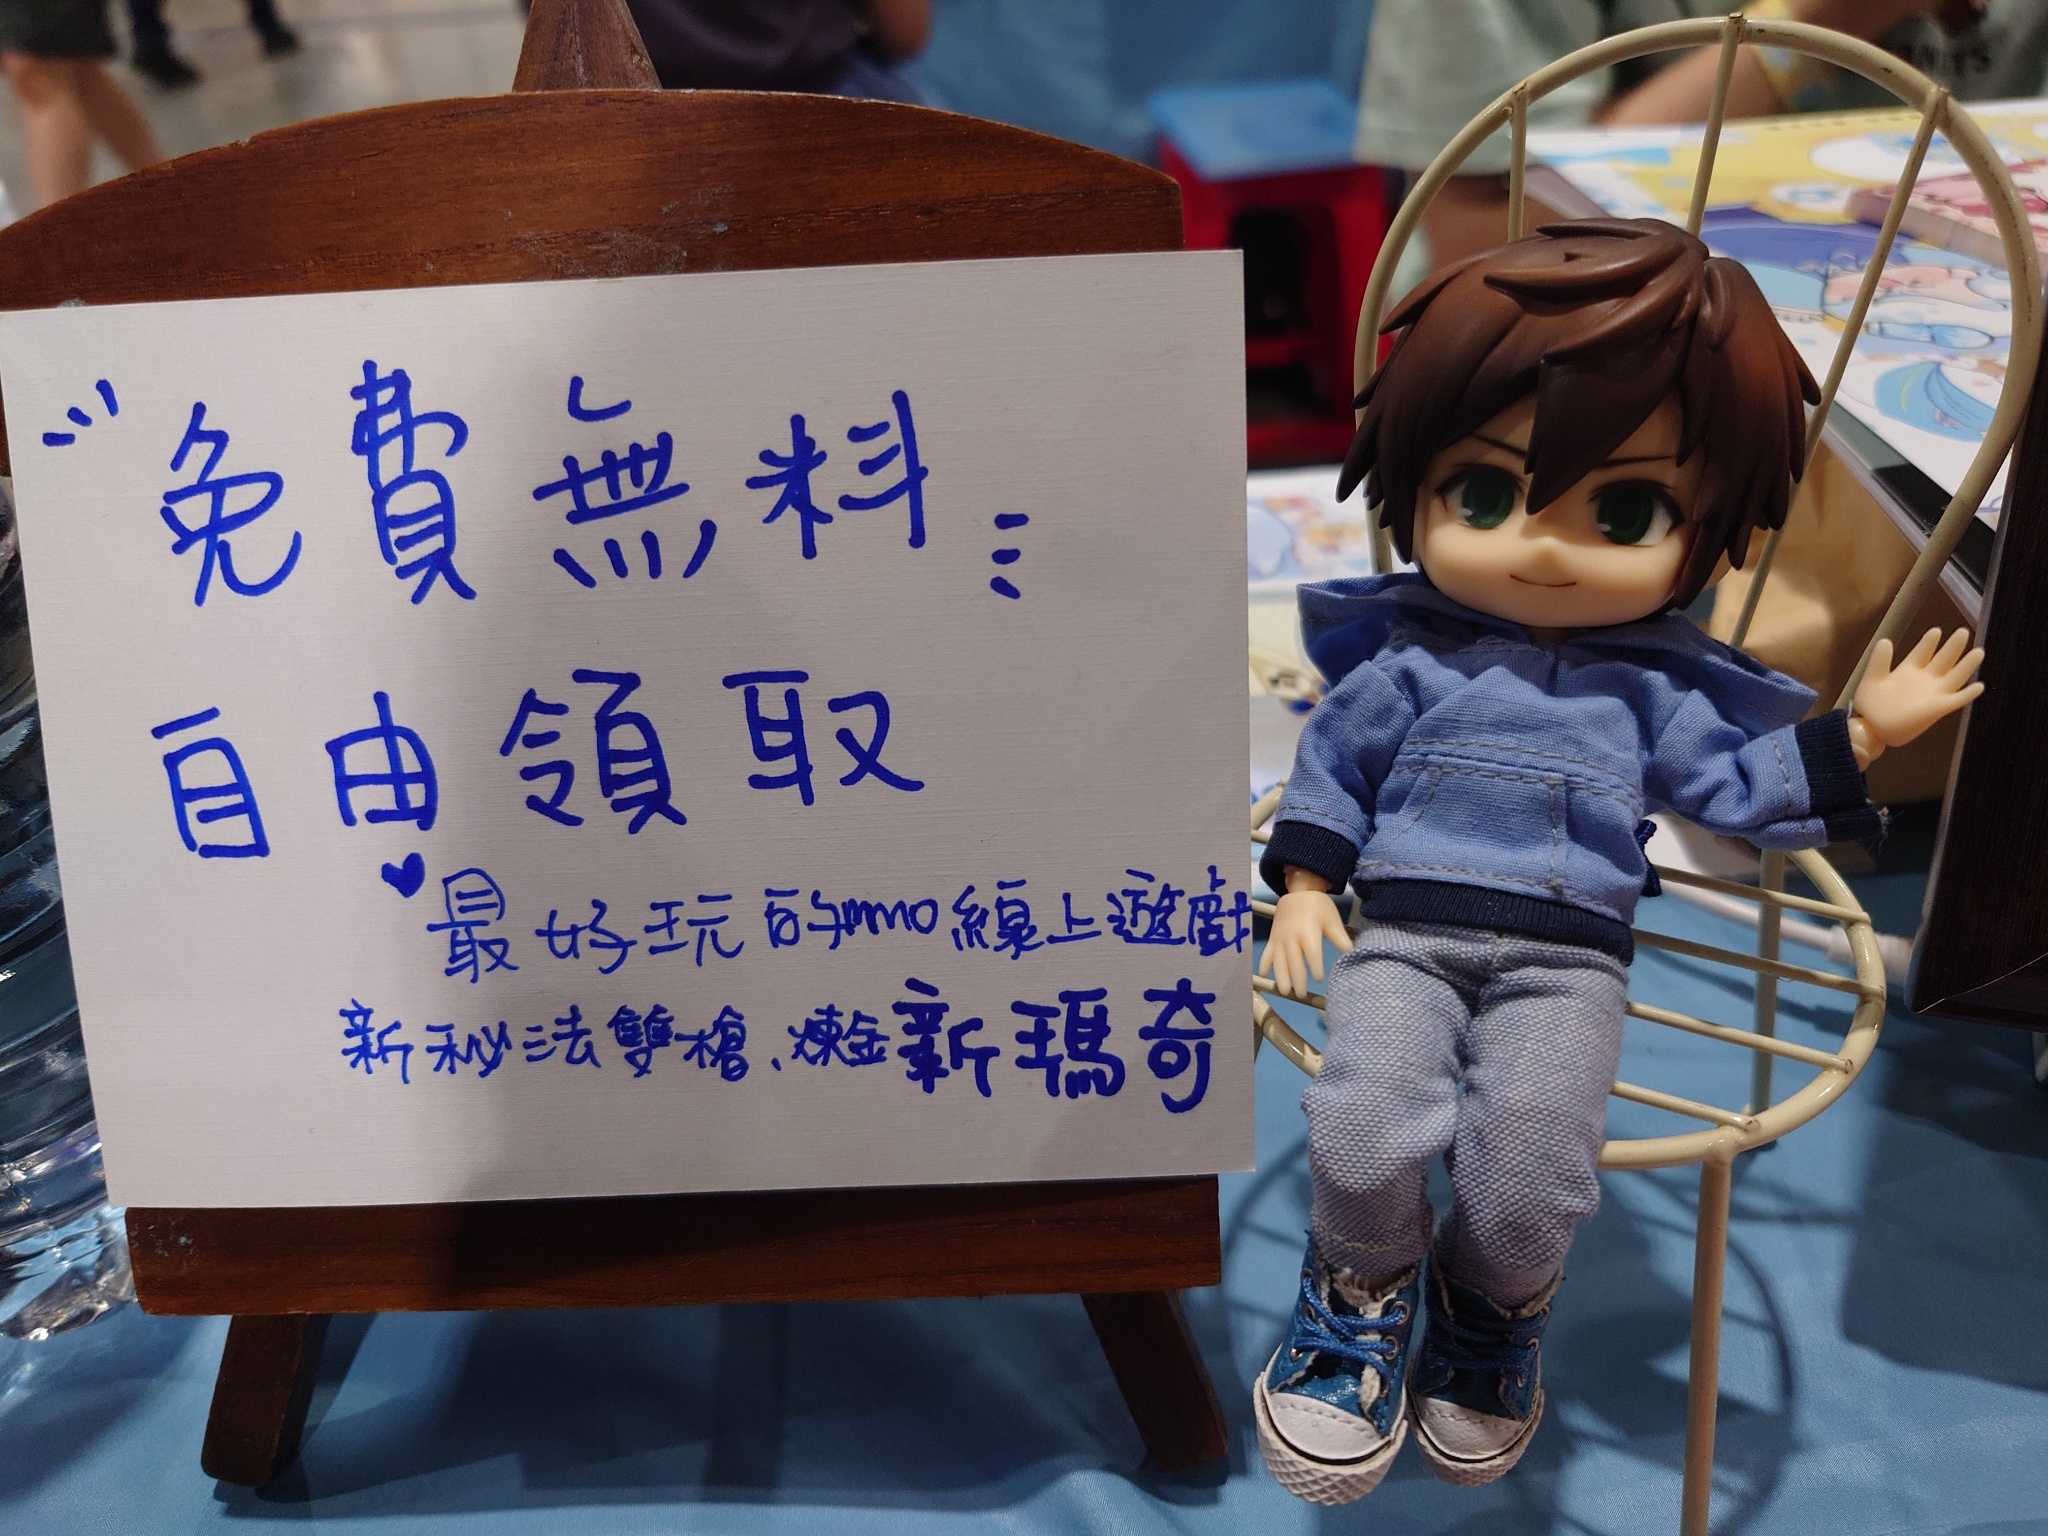 免費無料
自由領取
最好玩的mmo線上遊戲
新秘法雙槍、煉金新瑪奇